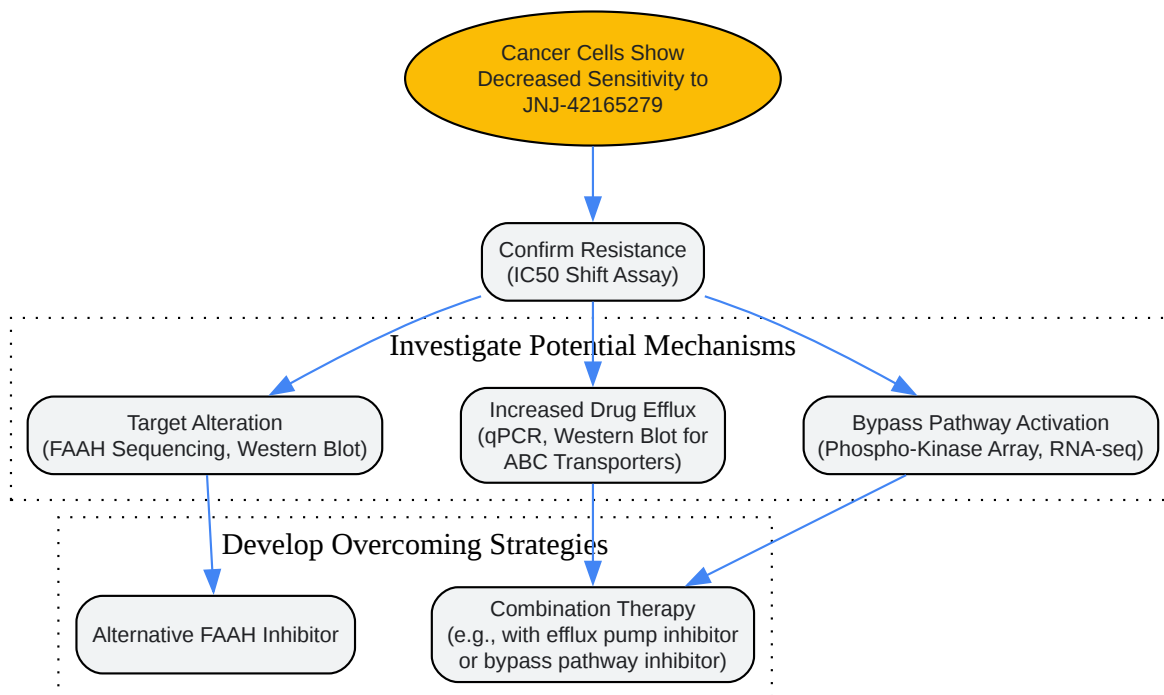 Cancer Cells Show
Decreased Sensitivity to
JNJ-42165279
Confirm Resistance
(IC50 Shift Assay)
Investigate Potential Mechanisms
Target Alteration
(FAAH Sequencing, Western Blot)
Increased Drug Efflux
(qPCR, Western Blot for
ABC Transporters)
Bypass Pathway Activation
(Phospho-Kinase Array, RNA-seq)
Develop Overcoming Strategies
Alternative FAAH Inhibitor
Combination Therapy
(e.g., with efflux pump inhibitor
or bypass pathway inhibitor)